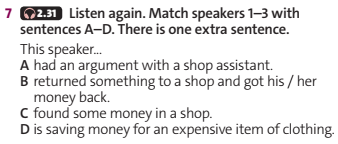 7 2.31 Listen again. Match speakers 1–3 with
sentences A–D. There is one extra sentence.
This speaker...
A had an argument with a shop assistant.
B returned something to a shop and got his / her
money back.
C found some money in a shop.
D is saving money for an expensive item of clothing.